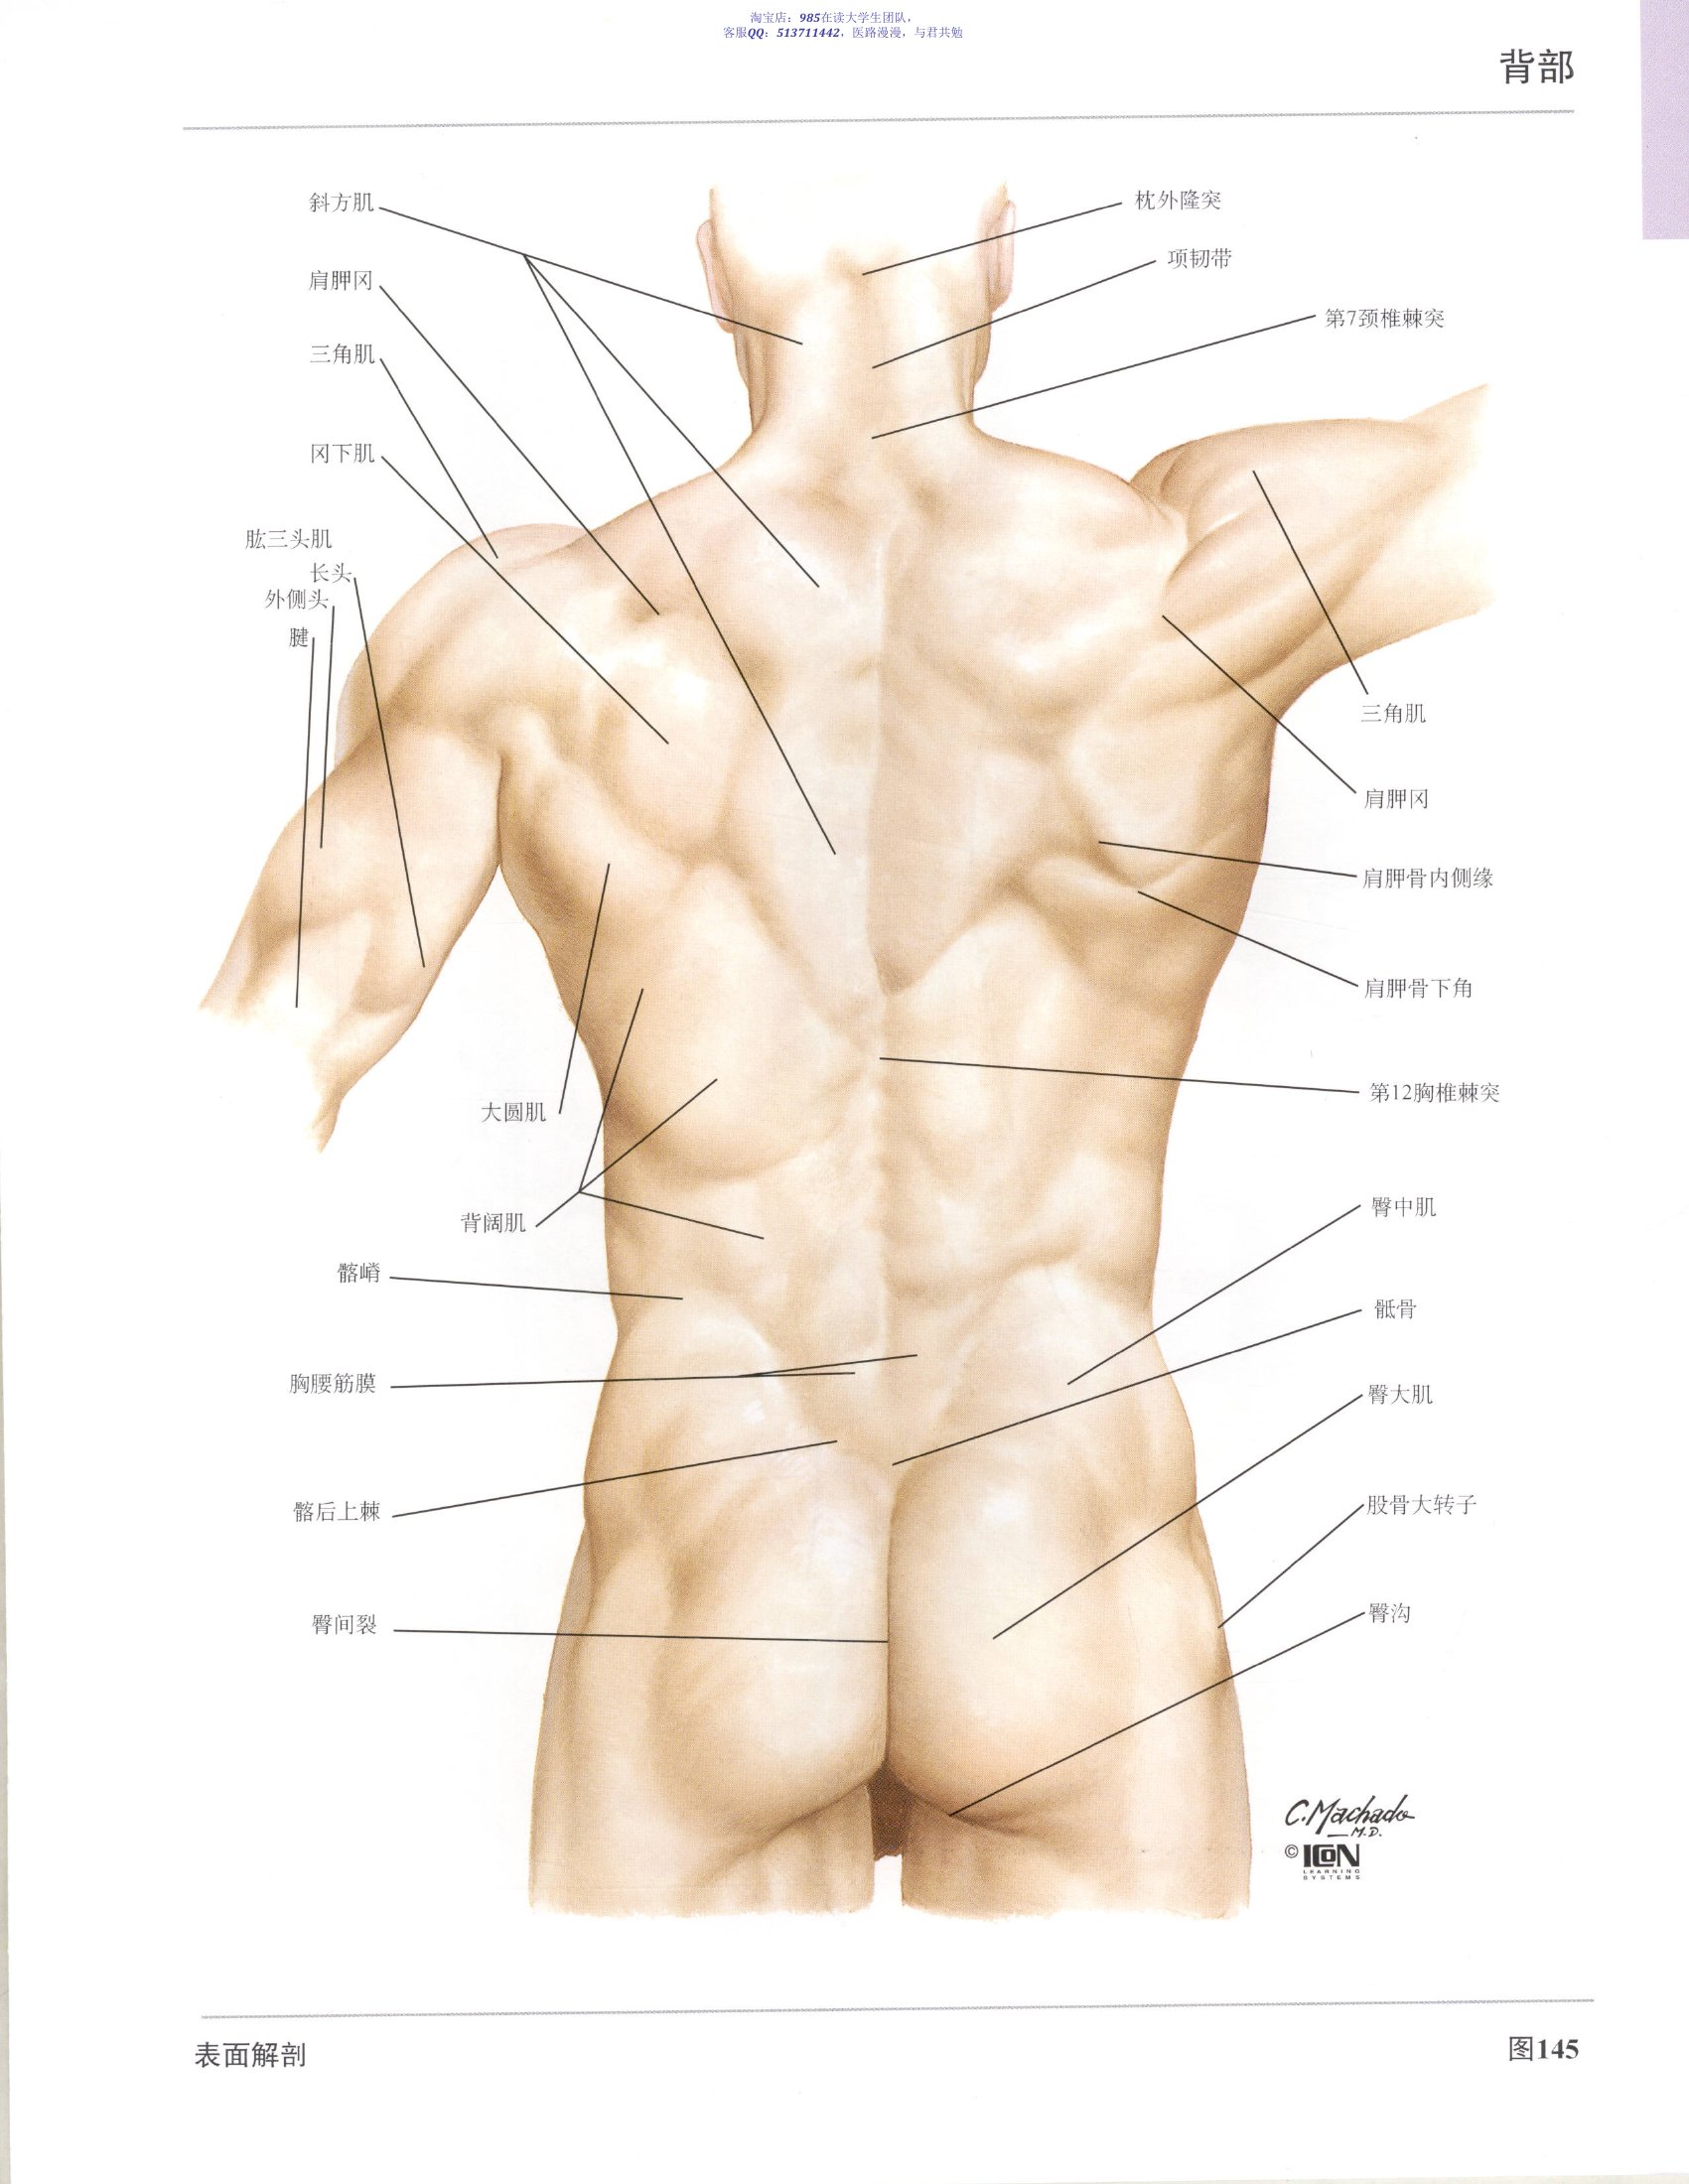 淘宝店：985在读大学生团队，
客服QQ：513711442，医路漫漫，与君共勉
背部
斜方肌
肩胛冈
三角肌
冈下肌
肱三头肌
长头
外侧头
腱
大圆肌
背阔肌
髂嵴
胸腰筋膜
髂后上棘
臀间裂
枕外隆突
项韧带
第7颈椎棘突
三角肌
肩胛冈
肩胛骨内侧缘
肩胛骨下角
第12胸椎棘突
臀中肌
骶骨
臀大肌
股骨大转子
臀沟
C.Machado
M.D.
© ICON
LEARNING
SYSTEMS
表面解剖
图145